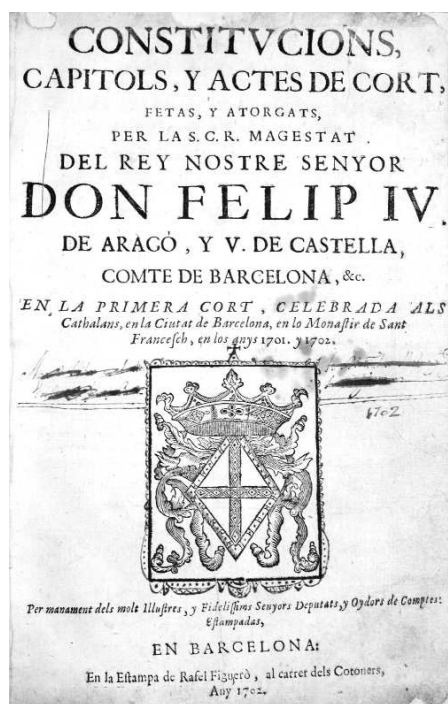 CONSTITVCIONS,
CAPITOLS, Y ACTES DE CORT,
FETAS, Y ATORGATS,
PER LA S. C. R. MAGESTAT
DEL REY NOSTRE SENYOR
DON FELIP IV.
DE ARAGÓ, Y V. DE CASTELLA,
COMTE DE BARCELONA, &c.
EN LA PRIMERA CORT, CELEBRADA ALS
Cathalans, en la Ciutat de Barcelona, en lo Monaſtir de Sant
Franceſch, en los anys 1701. y 1702.
1702
Per manament dels molt Illuſtres, y Fideliſſims Senyors Deputats, y Oydors de Comptes:
Eſtampadas,
EN BARCELONA:
En la Eſtampa de Rafel Figuerò, al carrer dels Cotoners,
Any 1702.